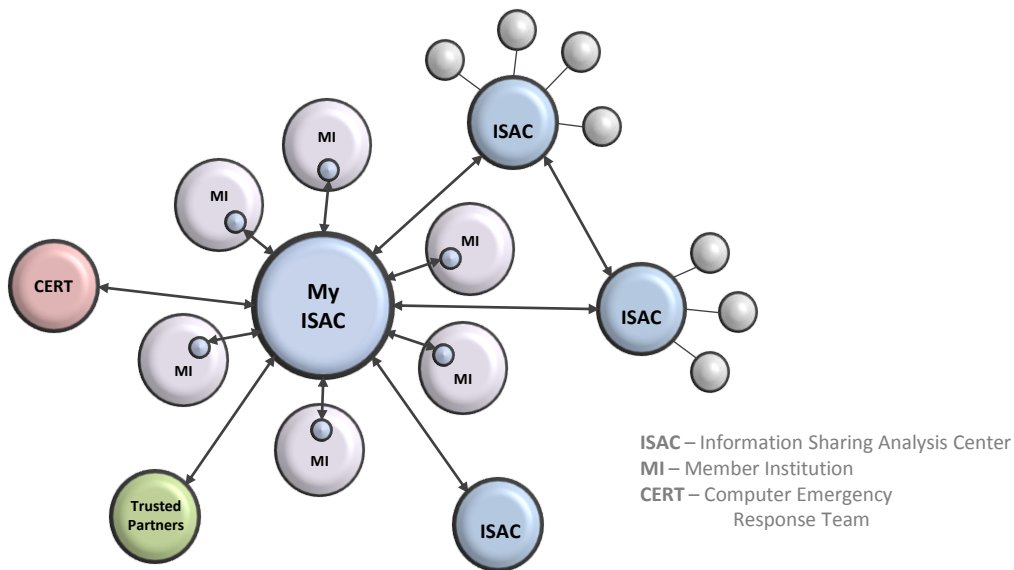 ISAC
MI
MI
MI
CERT
My
ISAC
ISAC
MI
MI
MI
Trusted
Partners
ISAC
ISAC – Information Sharing Analysis Center
MI – Member Institution
CERT – Computer Emergency
Response Team